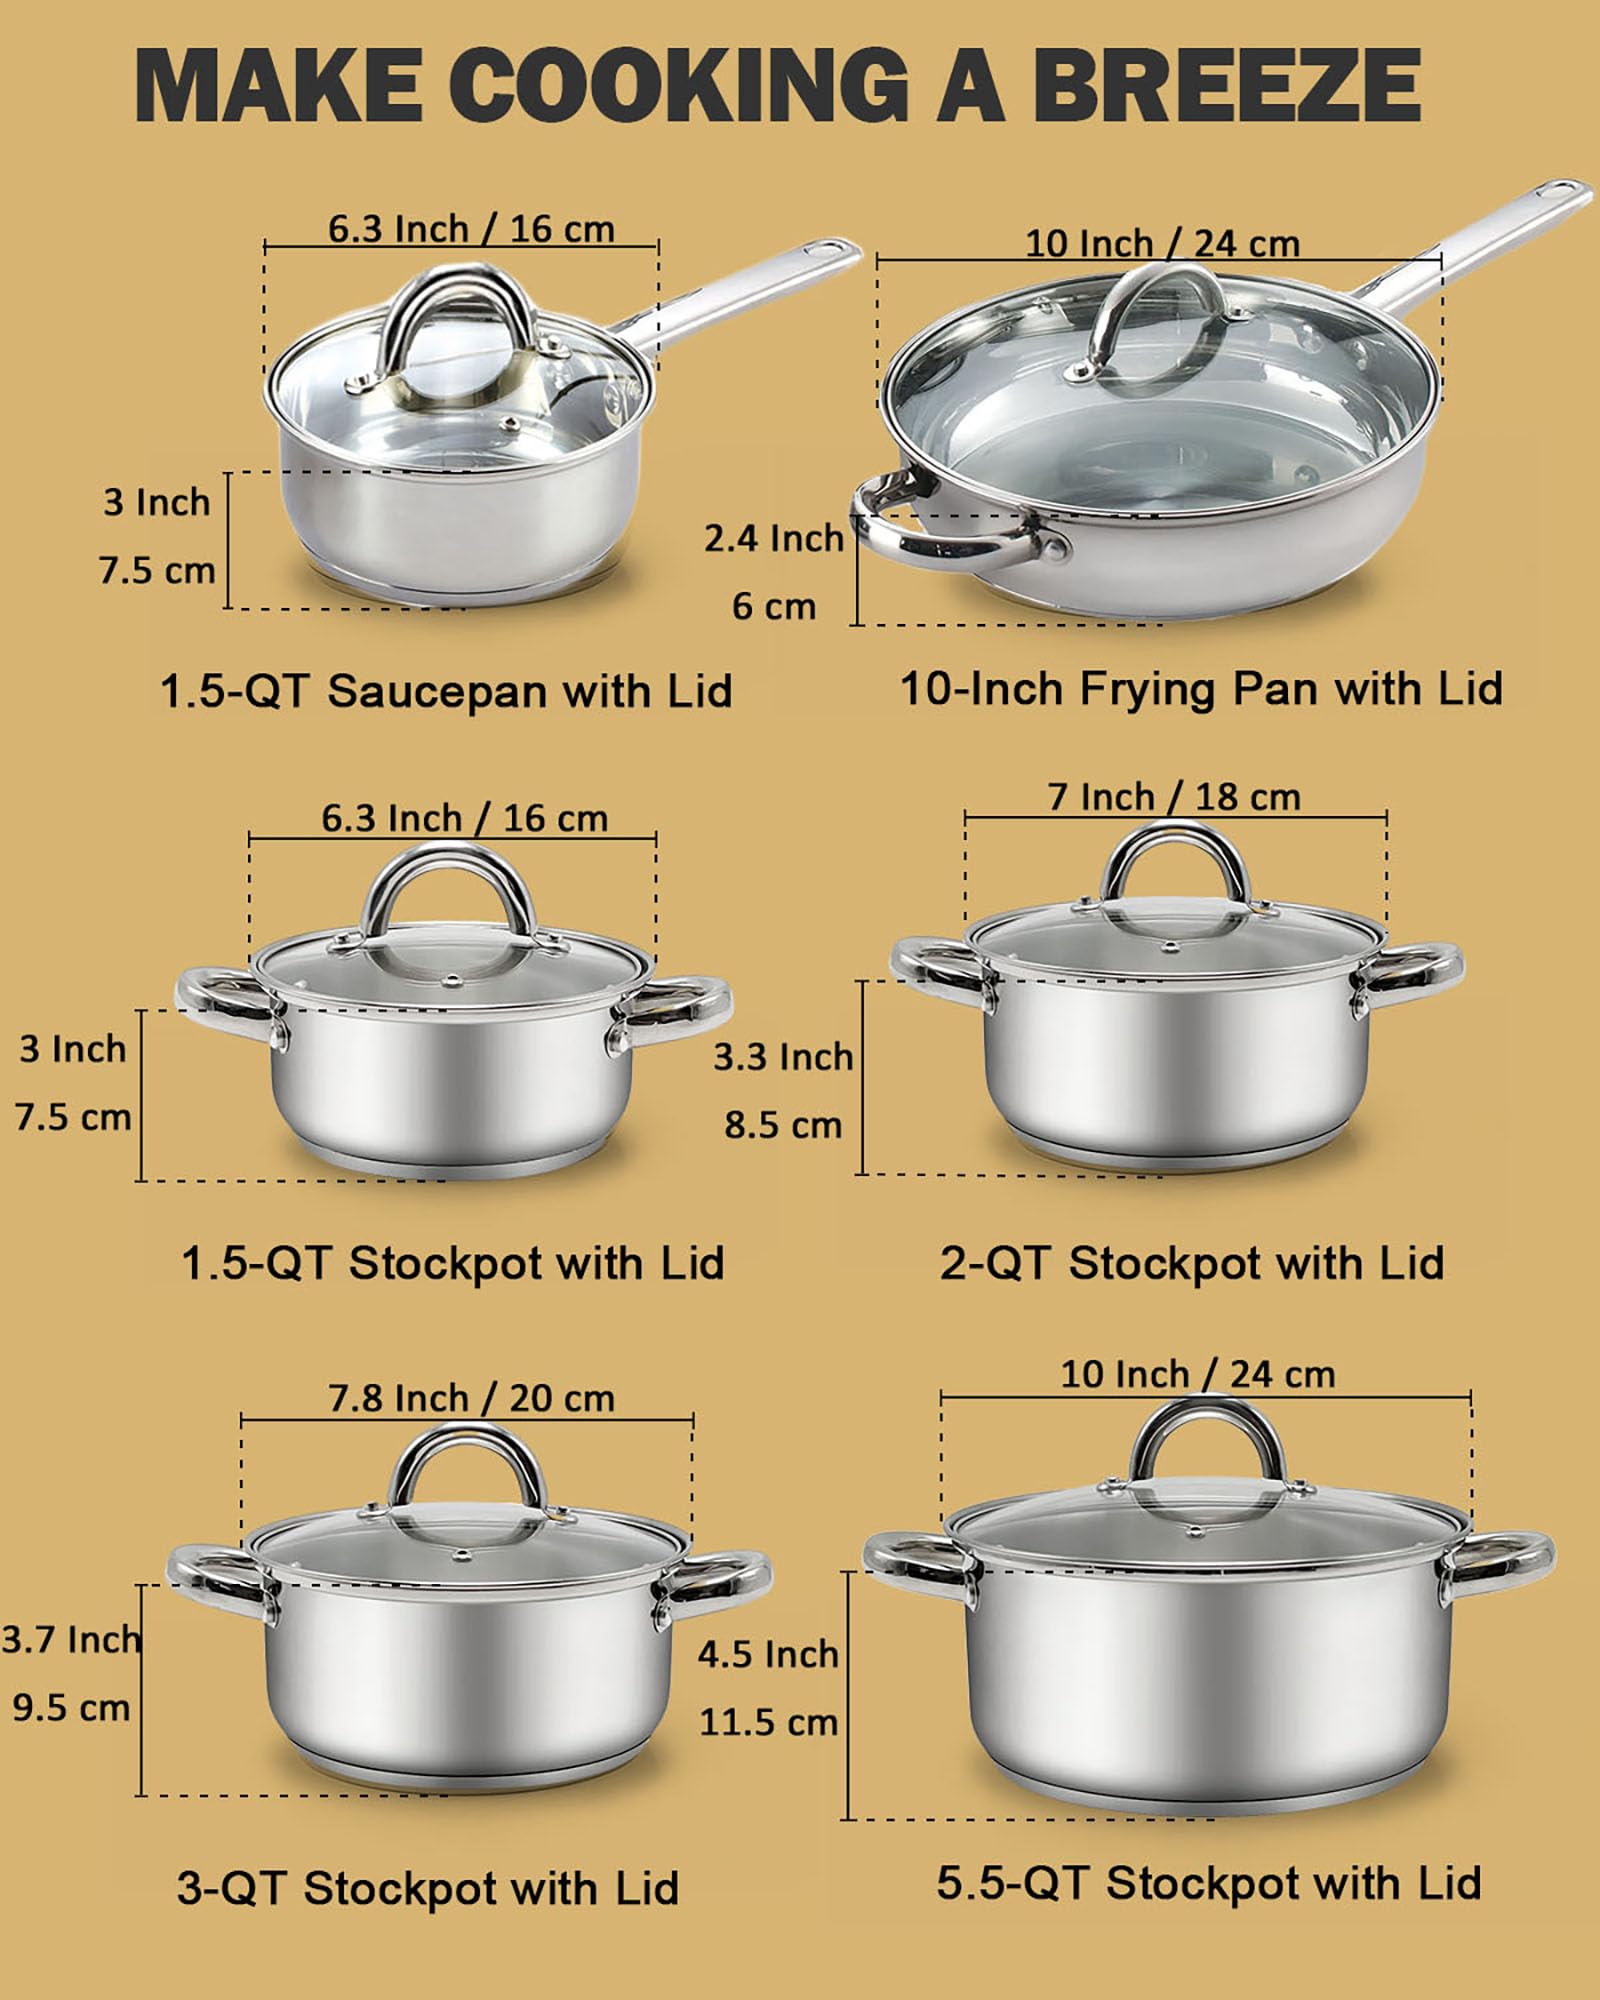 MAKE COOKING A BREEZE
6.3 Inch / 16 cm
3 Inch
7.5 cm
1.5-QT Saucepan with Lid
10 Inch / 24 cm
2.4 Inch
6 cm
10-Inch Frying Pan with Lid
6.3 Inch / 16 cm
3 Inch
7.5 cm
1.5-QT Stockpot with Lid
7 Inch / 18 cm
3.3 Inch
8.5 cm
2-QT Stockpot with Lid
7.8 Inch / 20 cm
3.7 Inch
9.5 cm
3-QT Stockpot with Lid
10 Inch / 24 cm
4.5 Inch
11.5 cm
5.5-QT Stockpot with Lid